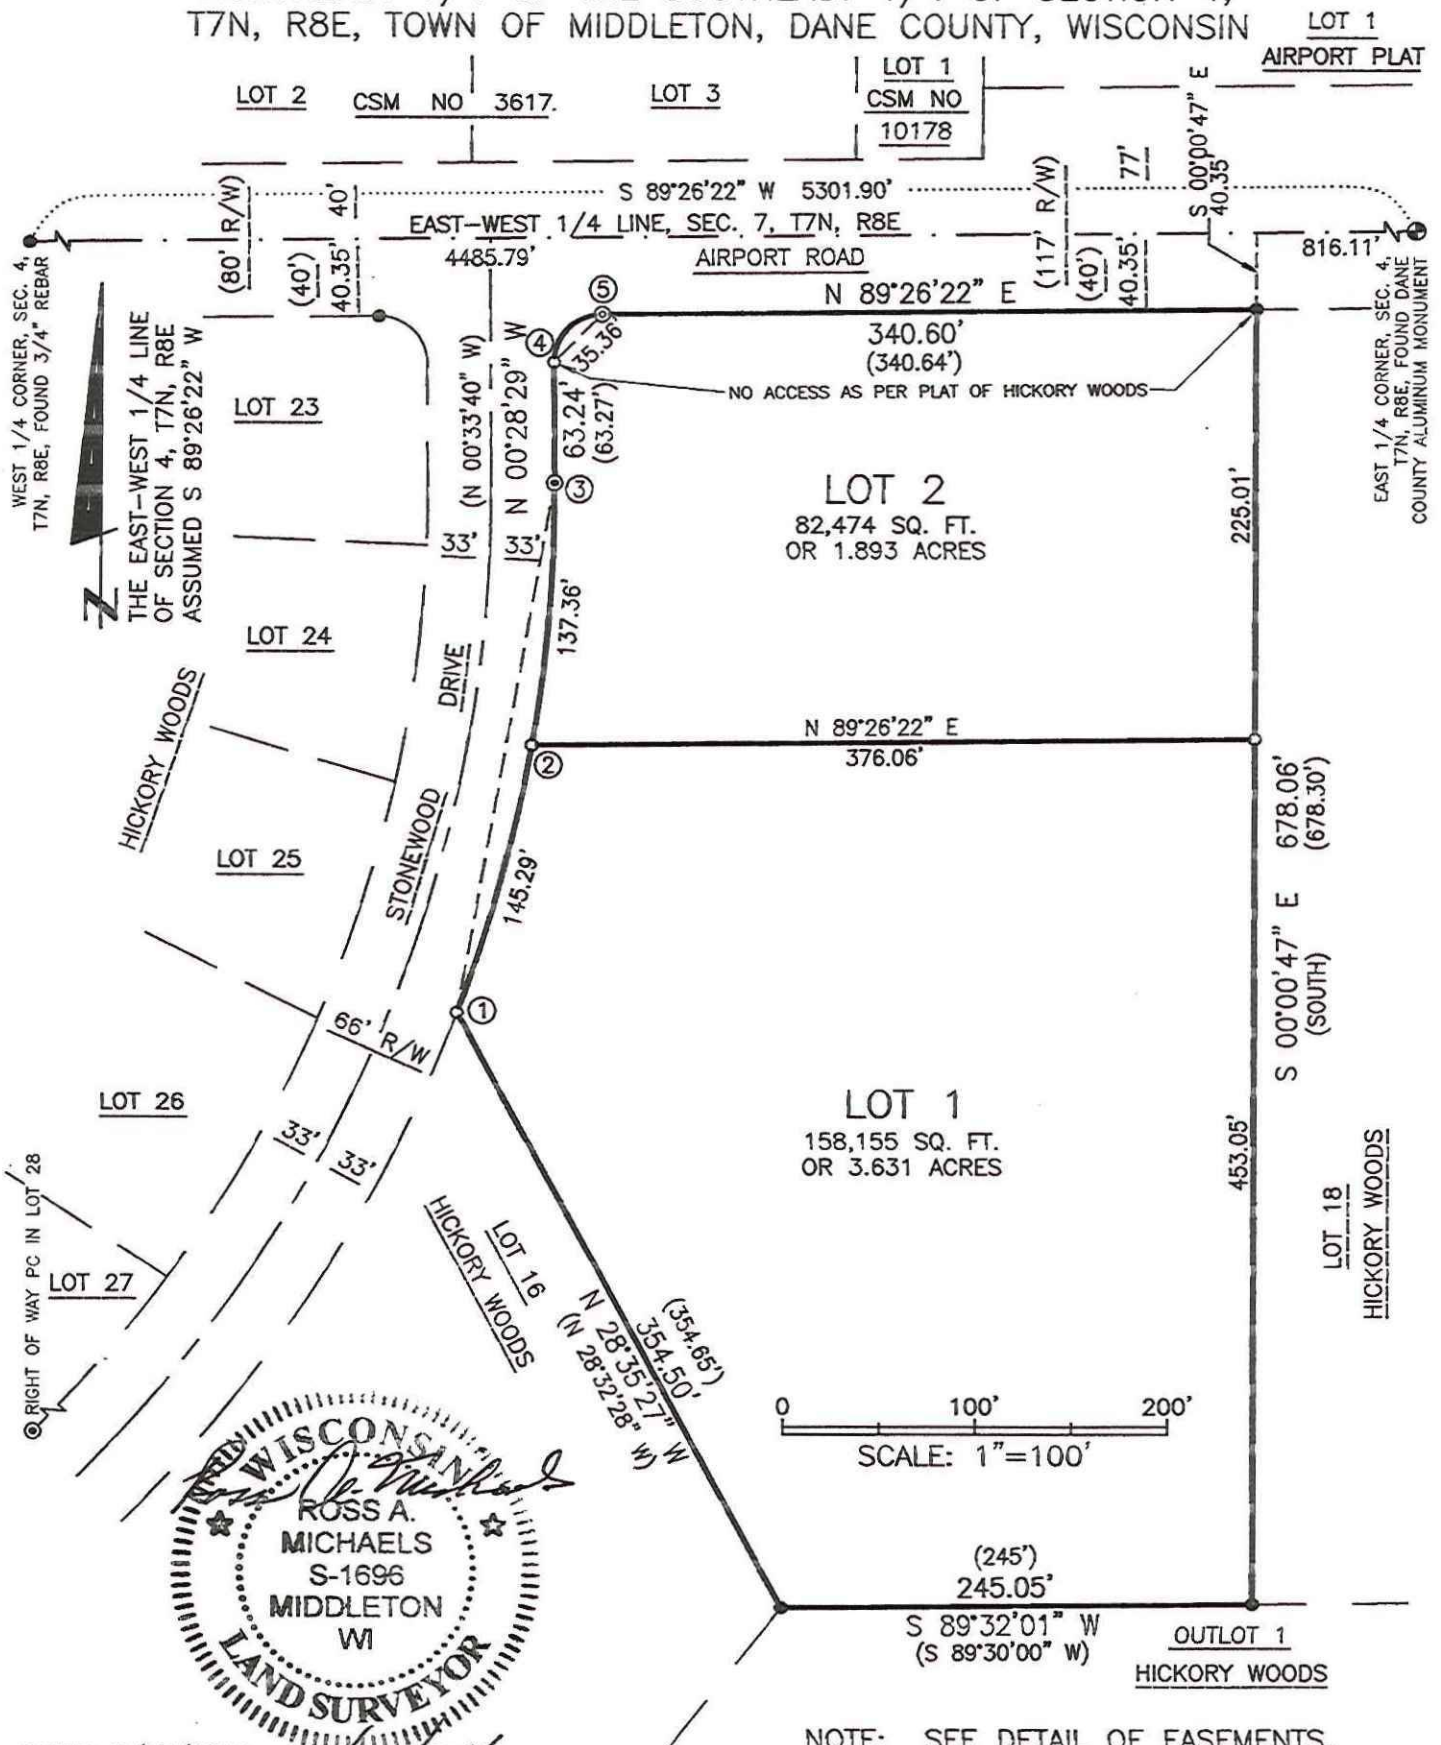 T7N, R8E, TOWN OF MIDDLETON, DANE COUNTY, WISCONSIN
LOT 1
AIRPORT PLAT
LOT 2
CSM NO 3617.
LOT 3
LOT 1
CSM NO
10178
S 00°00'47" E
40.35'
(80' R/W)
40'
(40')
40.35'
S 89°26'22" W 5301.90'
(117' R/W)
77'
(40')
40.35'
EAST-WEST 1/4 LINE, SEC. 7, T7N, R8E
4485.79'
AIRPORT ROAD
816.11'
WEST 1/4 CORNER, SEC. 4,
T7N, R8E, FOUND 3/4" REBAR
EAST 1/4 CORNER, SEC. 4,
T7N, R8E, FOUND DANE
COUNTY ALUMINUM MONUMENT
N
THE EAST-WEST 1/4 LINE
OF SECTION 4, T7N, R8E
ASSUMED S 89°26'22" W
5
N 89°26'22" E
340.60'
(340.64')
4
35.36
NO ACCESS AS PER PLAT OF HICKORY WOODS
LOT 23
(N 00°33'40" W)
N 00°28'29" W
63.24'
(63.27')
3
33'
33'
LOT 2
82,474 SQ. FT.
OR 1.893 ACRES
225.01'
137.36'
LOT 24
HICKORY WOODS
STONEWOOD DRIVE
N 89°26'22" E
376.06'
2
LOT 25
145.29'
678.06'
(678.30')
S 00°00'47" E
(SOUTH)
1
66' R/W
LOT 26
33'
33'
LOT 1
158,155 SQ. FT.
OR 3.631 ACRES
453.05'
LOT 18
HICKORY WOODS
RIGHT OF WAY PC IN LOT 28
LOT 27
LOT 16
HICKORY WOODS
(354.65')
354.50'
N 28°35'27" W
(N 28°32'28" W)
0 100' 200'
SCALE: 1"=100'
WISCONSIN
Ross A. Michaels
ROSS A.
MICHAELS
S-1696
MIDDLETON
WI
LAND SURVEYOR
(245')
245.05'
S 89°32'01" W
(S 89°30'00" W)
OUTLOT 1
HICKORY WOODS
NOTE: SEE DETAIL OF EASEMENTS,